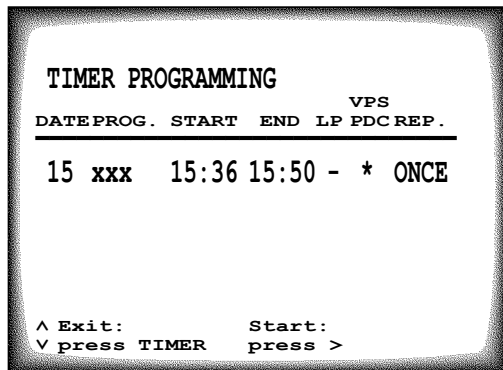 TIMER PROGRAMMING
VPS
DATE PROG. START END LP PDC REP.
15 xxx 15:36 15:50 - * ONCE
^ Exit: Start:
v press TIMER press >